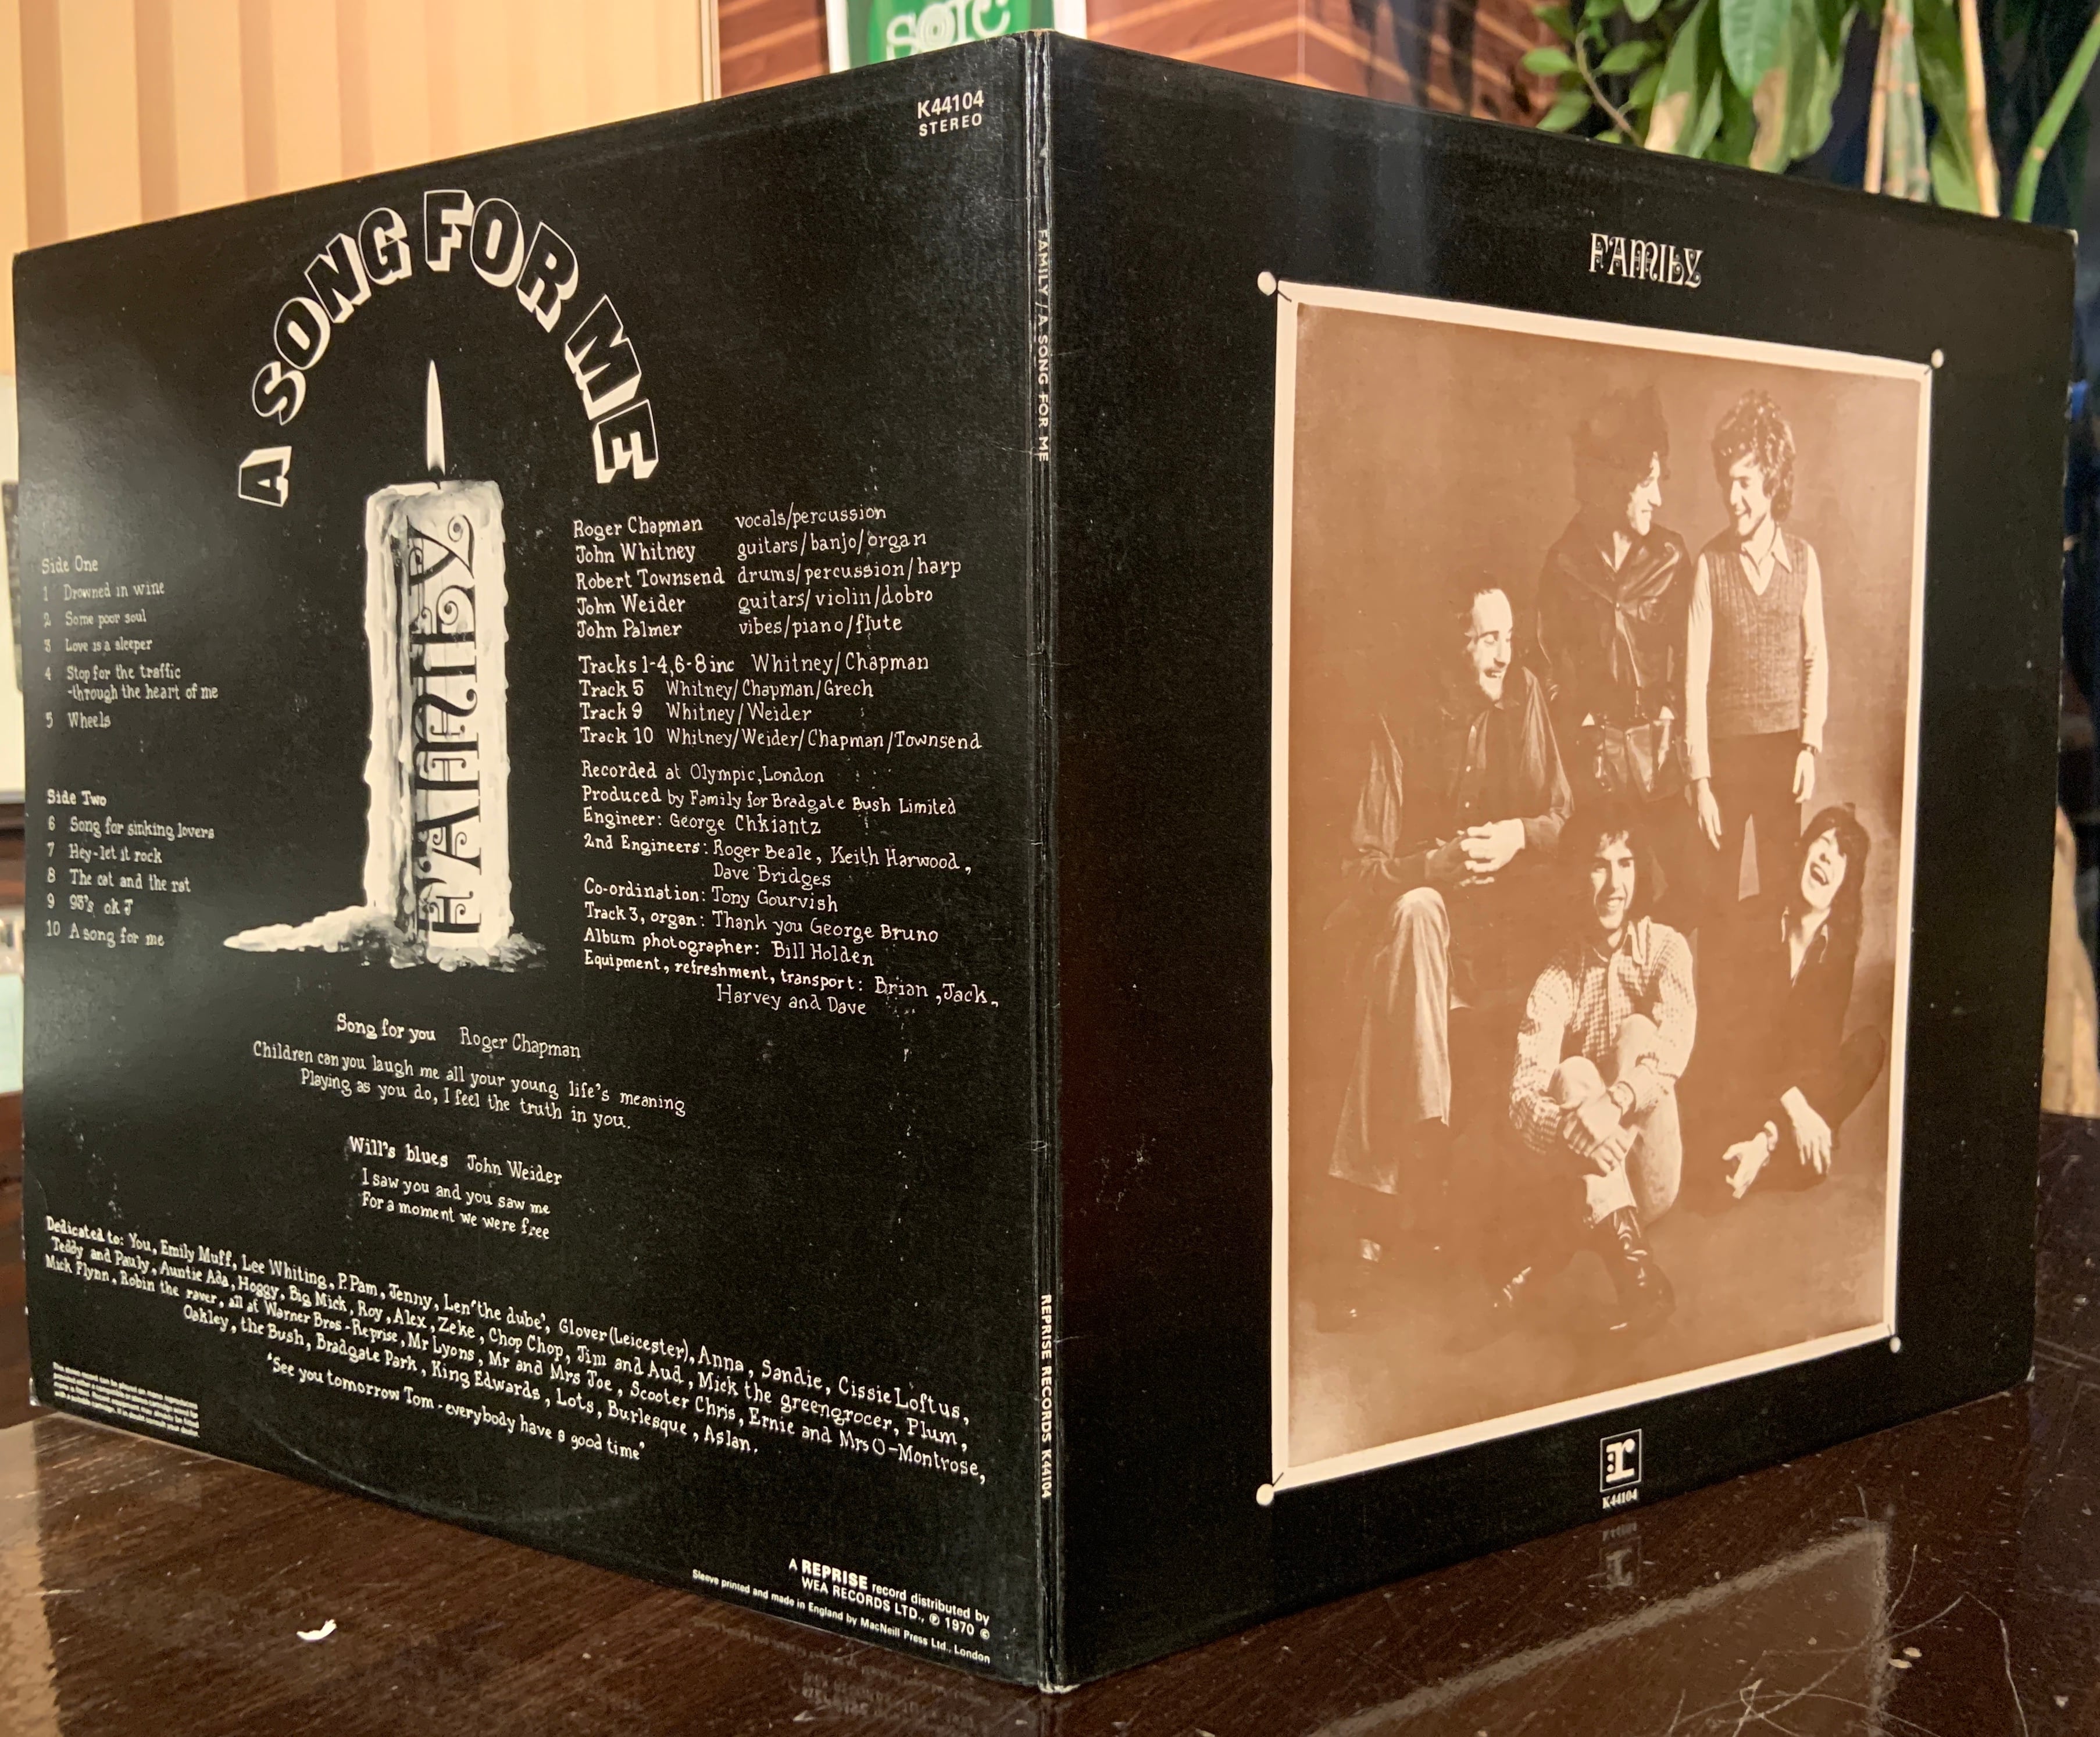 sore
K44104
STEREO
A SONG FOR ME
FAMILY
Side One
1 Drowned in wine
2 Some poor soul
3 Love is a sleeper
4 Stop for the traffic
-through the heart of me
5 Wheels
Side Two
6 Song for sinking lovers
7 Hey-let it rock
8 The cat and the rat
9 93's ok J
10 A song for me
Roger Chapman vocals/percussion
John Whitney guitars/banjo/organ
Robert Townsend drums/percussion/harp
John Weider guitars/violin/dobro
John Palmer vibes/piano/flute
Tracks 1-4,6-8 inc Whitney/Chapman
Track 5 Whitney/Chapman/Grech
Track 9 Whitney/Weider
Track 10 Whitney/Weider/Chapman/Townsend
Recorded at Olympic,London
Produced by Family for Bradgate Bush Limited
Engineer: George Chkiantz
2nd Engineers: Roger Beale, Keith Harwood,
Dave Bridges
Co-ordination: Tony Gourvish
Track 3, organ: Thank you George Bruno
Album photographer: Bill Holden
Equipment, refreshment, transport: Brian, Jack,
Harvey and Dave
Song for you Roger Chapman
Children can you laugh me all your young life's meaning
Playing as you do, I feel the truth in you.
Will's blues John Weider
I saw you and you saw me
For a moment we were free
Dedicated to: You, Emily Muff, Lee Whiting, P.Pam, Jenny, Len 'the dube', Glover (Leicester), Anna, Sandie, Cissie Loftus,
Teddy and Pauly, Auntie Ada, Hoggy, Big Mick, Roy, Alex, Zeke, Chop Chop, Jim and Aud, Mick the greengrocer, Plum,
Mick Flynn, Robin the raver, all at Warner Bros-Reprise, Mr Lyons, Mr and Mrs Joe, Scooter Chris, Ernie and Mrs O-Montrose,
Oakley, the Bush, Bradgate Park, King Edwards, Lots, Burlesque, Aslan.
'See you tomorrow Tom - everybody have a good time'
This stereo record can be played on mono reproducers
A REPRISE record distributed by
WEA RECORDS LTD., ℗ 1970 ©
Sleeve printed and made in England by MacNeill Press Ltd., London
FAMILY / A SONG FOR ME
REPRISE RECORDS K44104
FAMILY
r
K44104